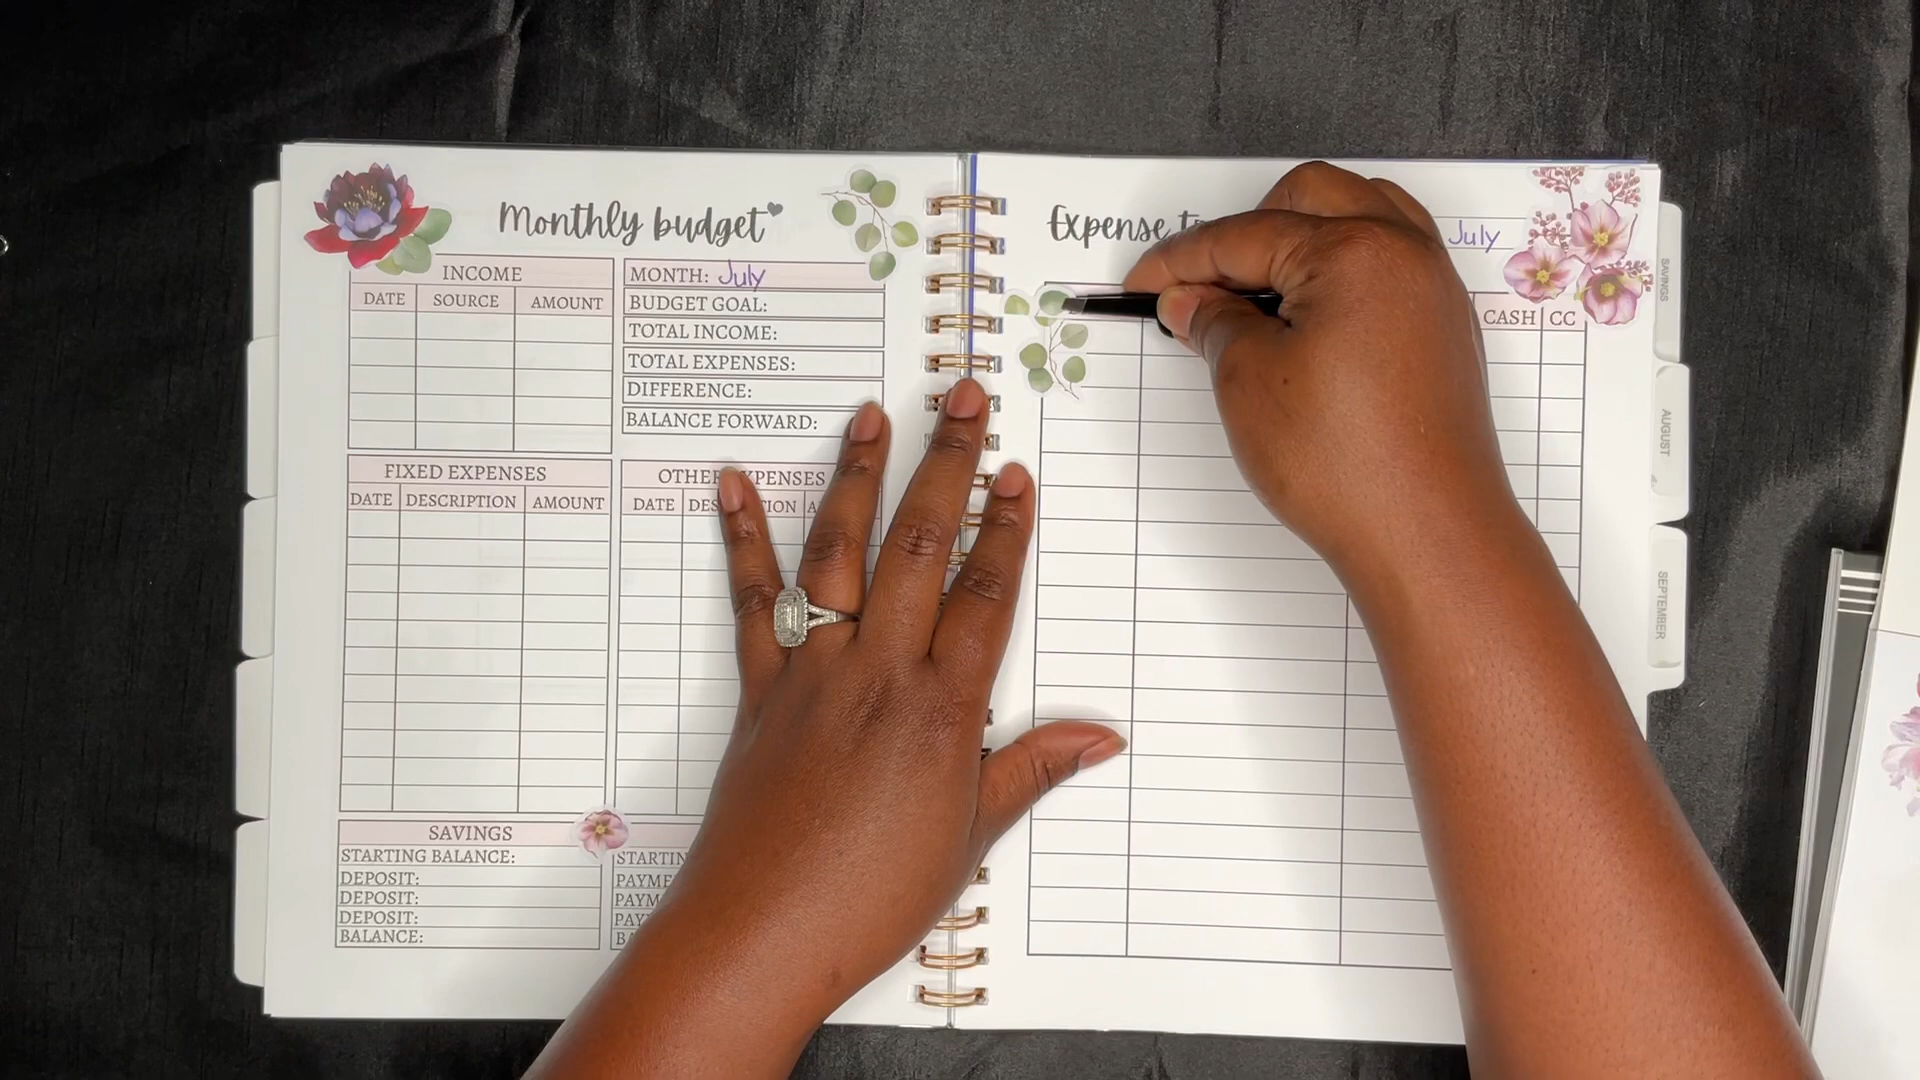 Monthly budget
INCOME
DATE SOURCE AMOUNT
MONTH: July
BUDGET GOAL:
TOTAL INCOME:
TOTAL EXPENSES:
DIFFERENCE:
BALANCE FORWARD:
FIXED EXPENSES
DATE DESCRIPTION AMOUNT
OTHER EXPENSES
DATE
SAVINGS
STARTING BALANCE:
DEPOSIT:
DEPOSIT:
DEPOSIT:
BALANCE:
Expense
July
CASH CC
SAVINGS
AUGUST
SEPTEMBER